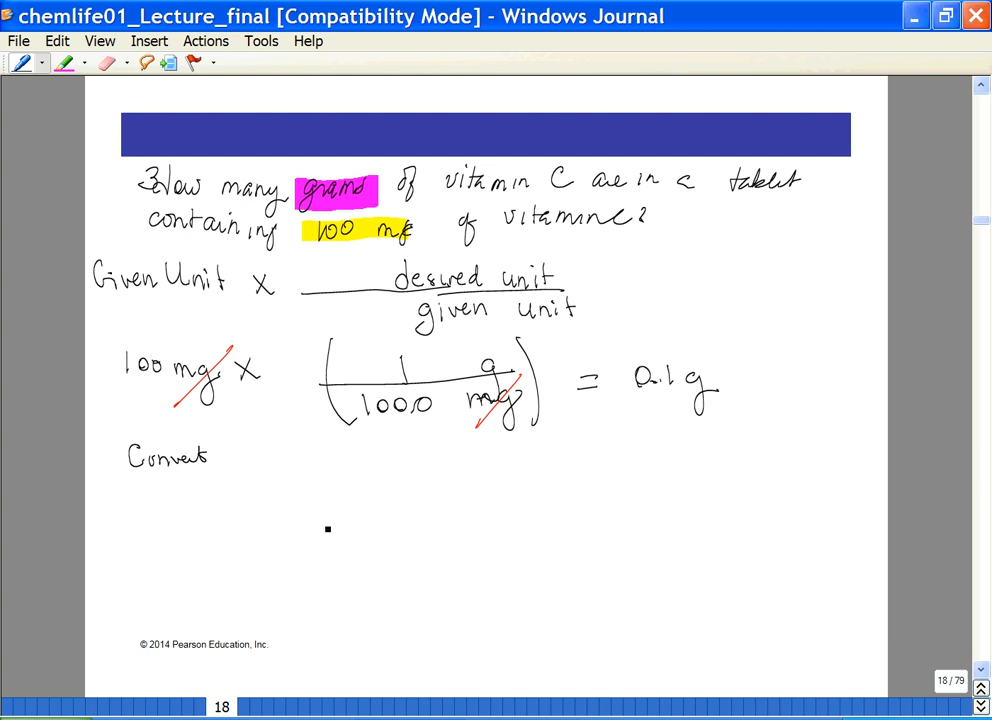 chemlife01_Lecture_final [Compatibility Mode] - Windows Journal
File Edit View Insert Actions Tools Help
How many grams of vitamin C are in a tablet
containing 100 mg of vitamin C?
Given Unit X desired unit
given unit
100 mg X ( 1 g
1000 mg ) = 0.1 g
Convert
© 2014 Pearson Education, Inc.
18 / 79
18